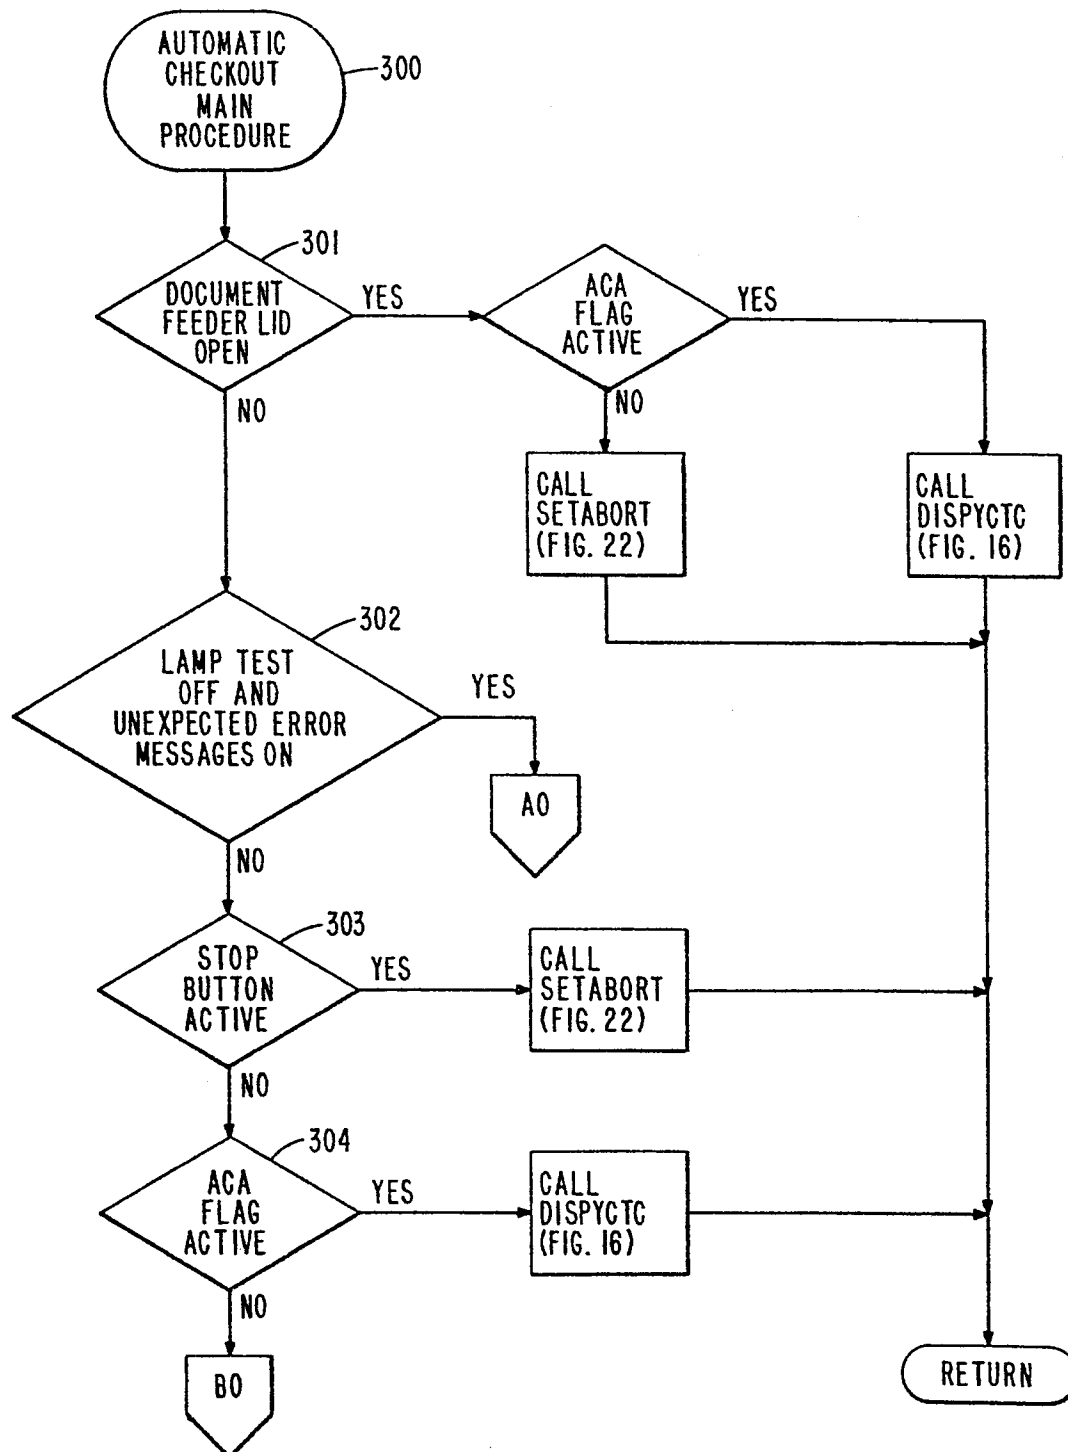 AUTOMATIC
CHECKOUT
MAIN
PROCEDURE
300
301
DOCUMENT
FEEDER LID
OPEN
YES
NO
ACA
FLAG
ACTIVE
YES
NO
CALL
SETABORT
(FIG. 22)
CALL
DISPYCTC
(FIG. 16)
302
LAMP TEST
OFF AND
UNEXPECTED ERROR
MESSAGES ON
YES
A0
NO
303
STOP
BUTTON
ACTIVE
YES
CALL
SETABORT
(FIG. 22)
NO
304
ACA
FLAG
ACTIVE
YES
CALL
DISPYCTC
(FIG. 16)
NO
B0
RETURN